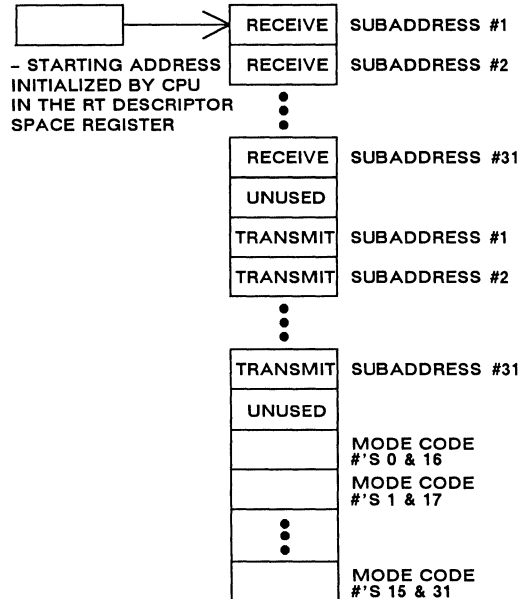 RECEIVE SUBADDRESS #1
– STARTING ADDRESS
INITIALIZED BY CPU
IN THE RT DESCRIPTOR
SPACE REGISTER
RECEIVE SUBADDRESS #2
RECEIVE SUBADDRESS #31
UNUSED
TRANSMIT SUBADDRESS #1
TRANSMIT SUBADDRESS #2
TRANSMIT SUBADDRESS #31
UNUSED
MODE CODE
#'S 0 & 16
MODE CODE
#'S 1 & 17
MODE CODE
#'S 15 & 31